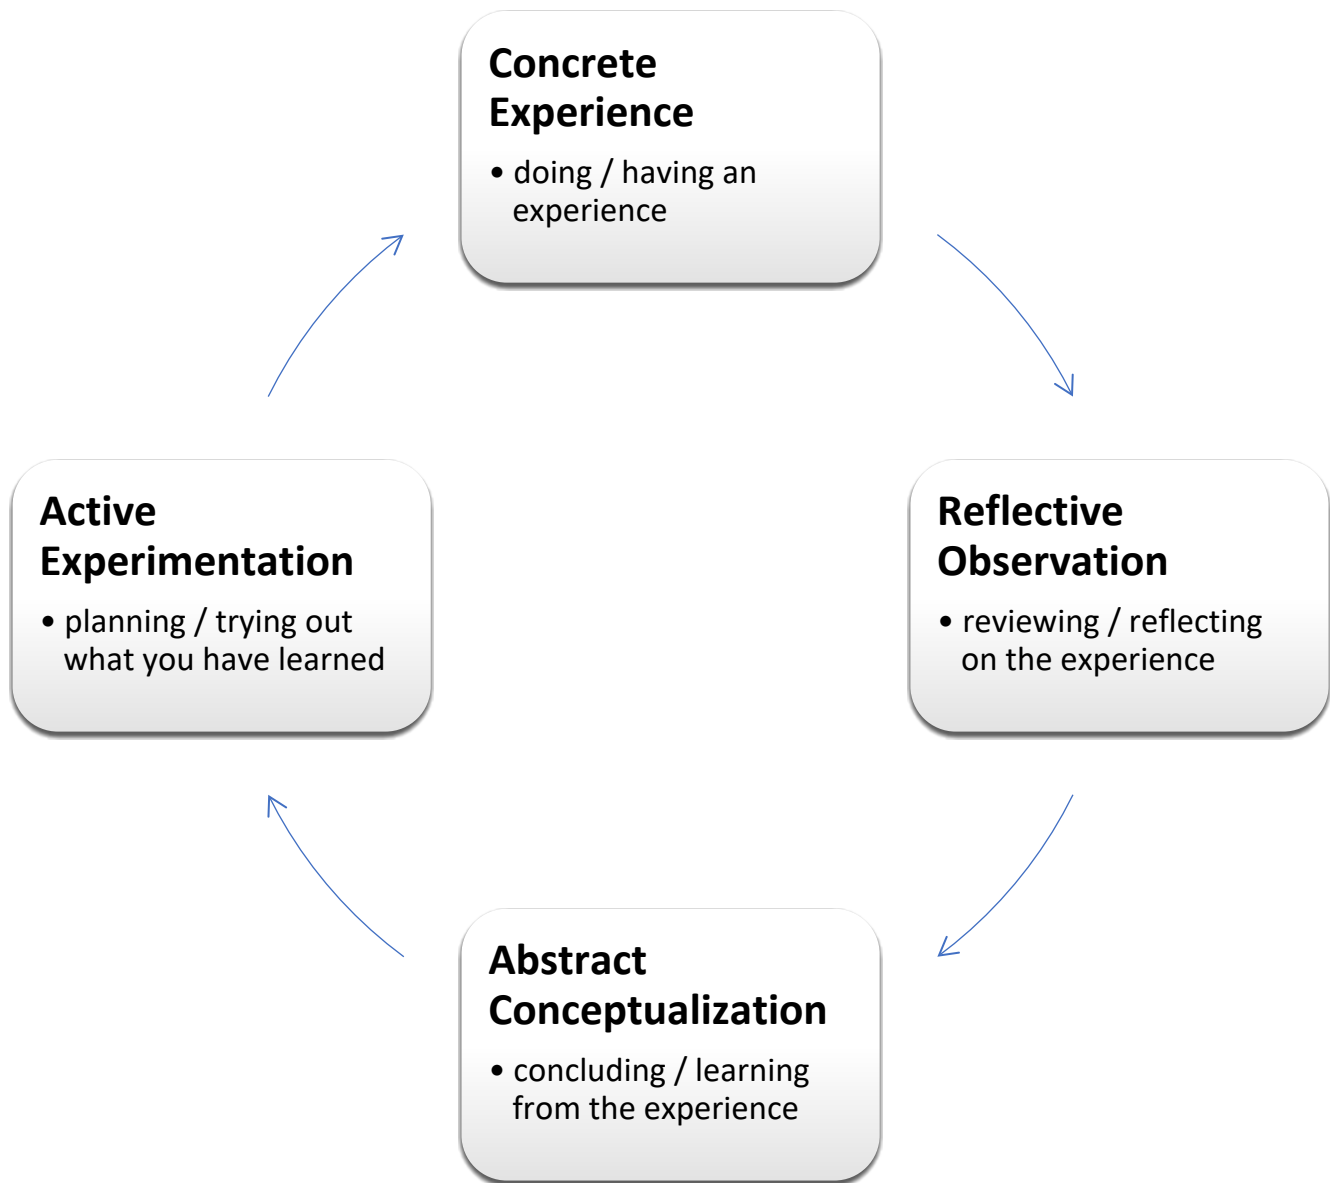 Concrete
Experience
• doing / having an
experience
Active
Experimentation
• planning / trying out
what you have learned
Reflective
Observation
• reviewing / reflecting
on the experience
Abstract
Conceptualization
• concluding / learning
from the experience